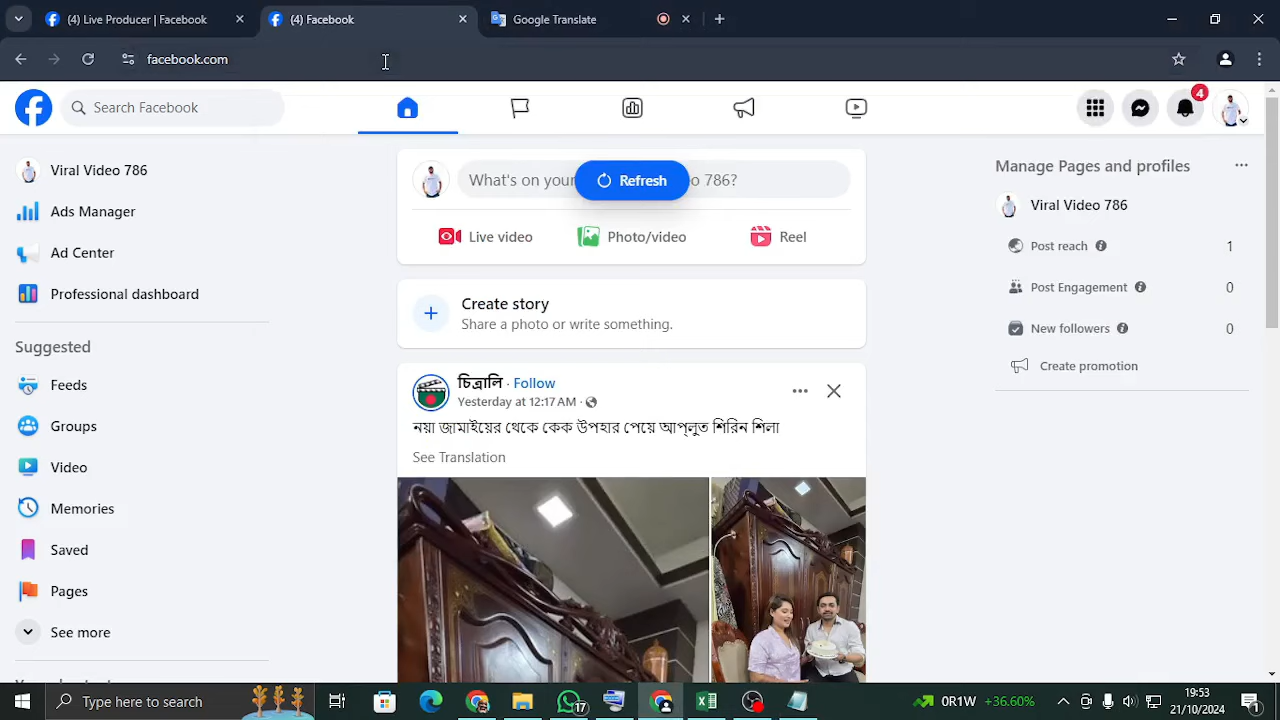 (4) Live Producer | Facebook
(4) Facebook
Google Translate
facebook.com
Search Facebook
4
Viral Video 786
Ads Manager
Ad Center
Professional dashboard
Suggested
Feeds
Groups
Video
Memories
Saved
Pages
See more
What's on your
Refresh
o 786?
Live video
Photo/video
Reel
Create story
Share a photo or write something.
চিত্রালি · Follow
Yesterday at 12:17 AM ·
নয়া জামাইয়ের থেকে কেক উপহার পেয়ে আপ্লুত শিরিন শিলা
See Translation
Manage Pages and profiles
Viral Video 786
Post reach 1
Post Engagement 0
New followers 0
Create promotion
Type here to search
17
0R1W +36.60%
19:53
21/10/2024
1